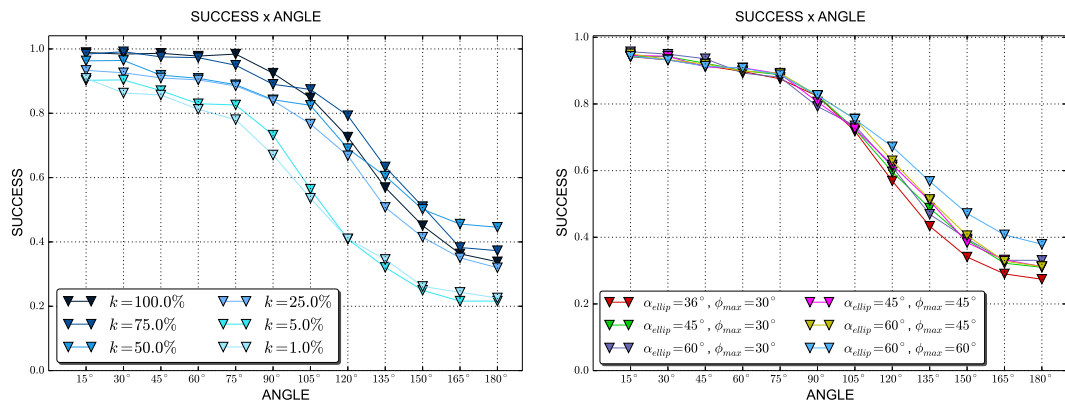 SUCCESS x ANGLE
SUCCESS
1.0
0.8
0.6
0.4
0.2
0.0
k = 100.0%
k = 75.0%
k = 50.0%
k = 25.0%
k = 5.0%
k = 1.0%
15° 30° 45° 60° 75° 90° 105° 120° 135° 150° 165° 180°
ANGLE
SUCCESS x ANGLE
SUCCESS
1.0
0.8
0.6
0.4
0.2
0.0
α_ellip = 36°, ϕ_max = 30°
α_ellip = 45°, ϕ_max = 30°
α_ellip = 60°, ϕ_max = 30°
α_ellip = 45°, ϕ_max = 45°
α_ellip = 60°, ϕ_max = 45°
α_ellip = 60°, ϕ_max = 60°
15° 30° 45° 60° 75° 90° 105° 120° 135° 150° 165° 180°
ANGLE